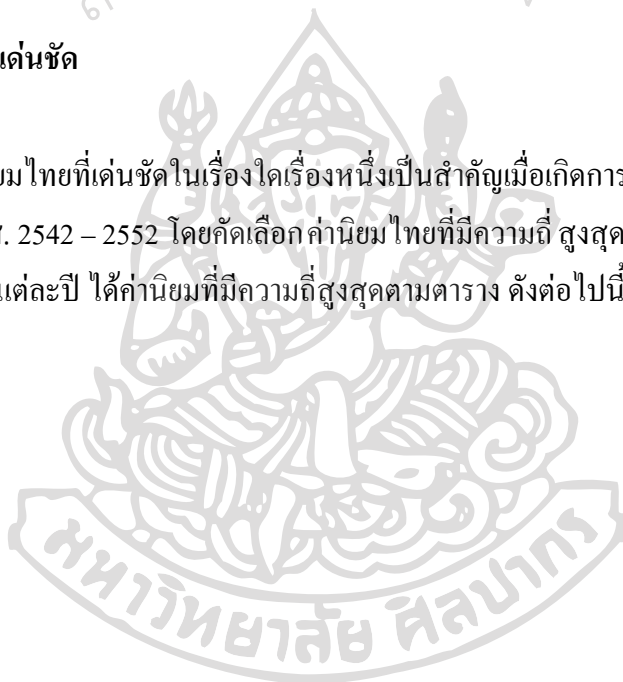 นเด่นชัด
ยมไทยที่เด่นชัดในเรื่องใดเรื่องหนึ่งเป็นสำคัญเมื่อเกิดการ
ศ. 2542 – 2552 โดยคัดเลือกค่านิยมไทยที่มีความถี่ สูงสุด
แต่ละปี ได้ค่านิยมที่มีความถี่สูงสุดตามตาราง ดังต่อไปนี้
มหาวิทยาลัย ศิลปากร